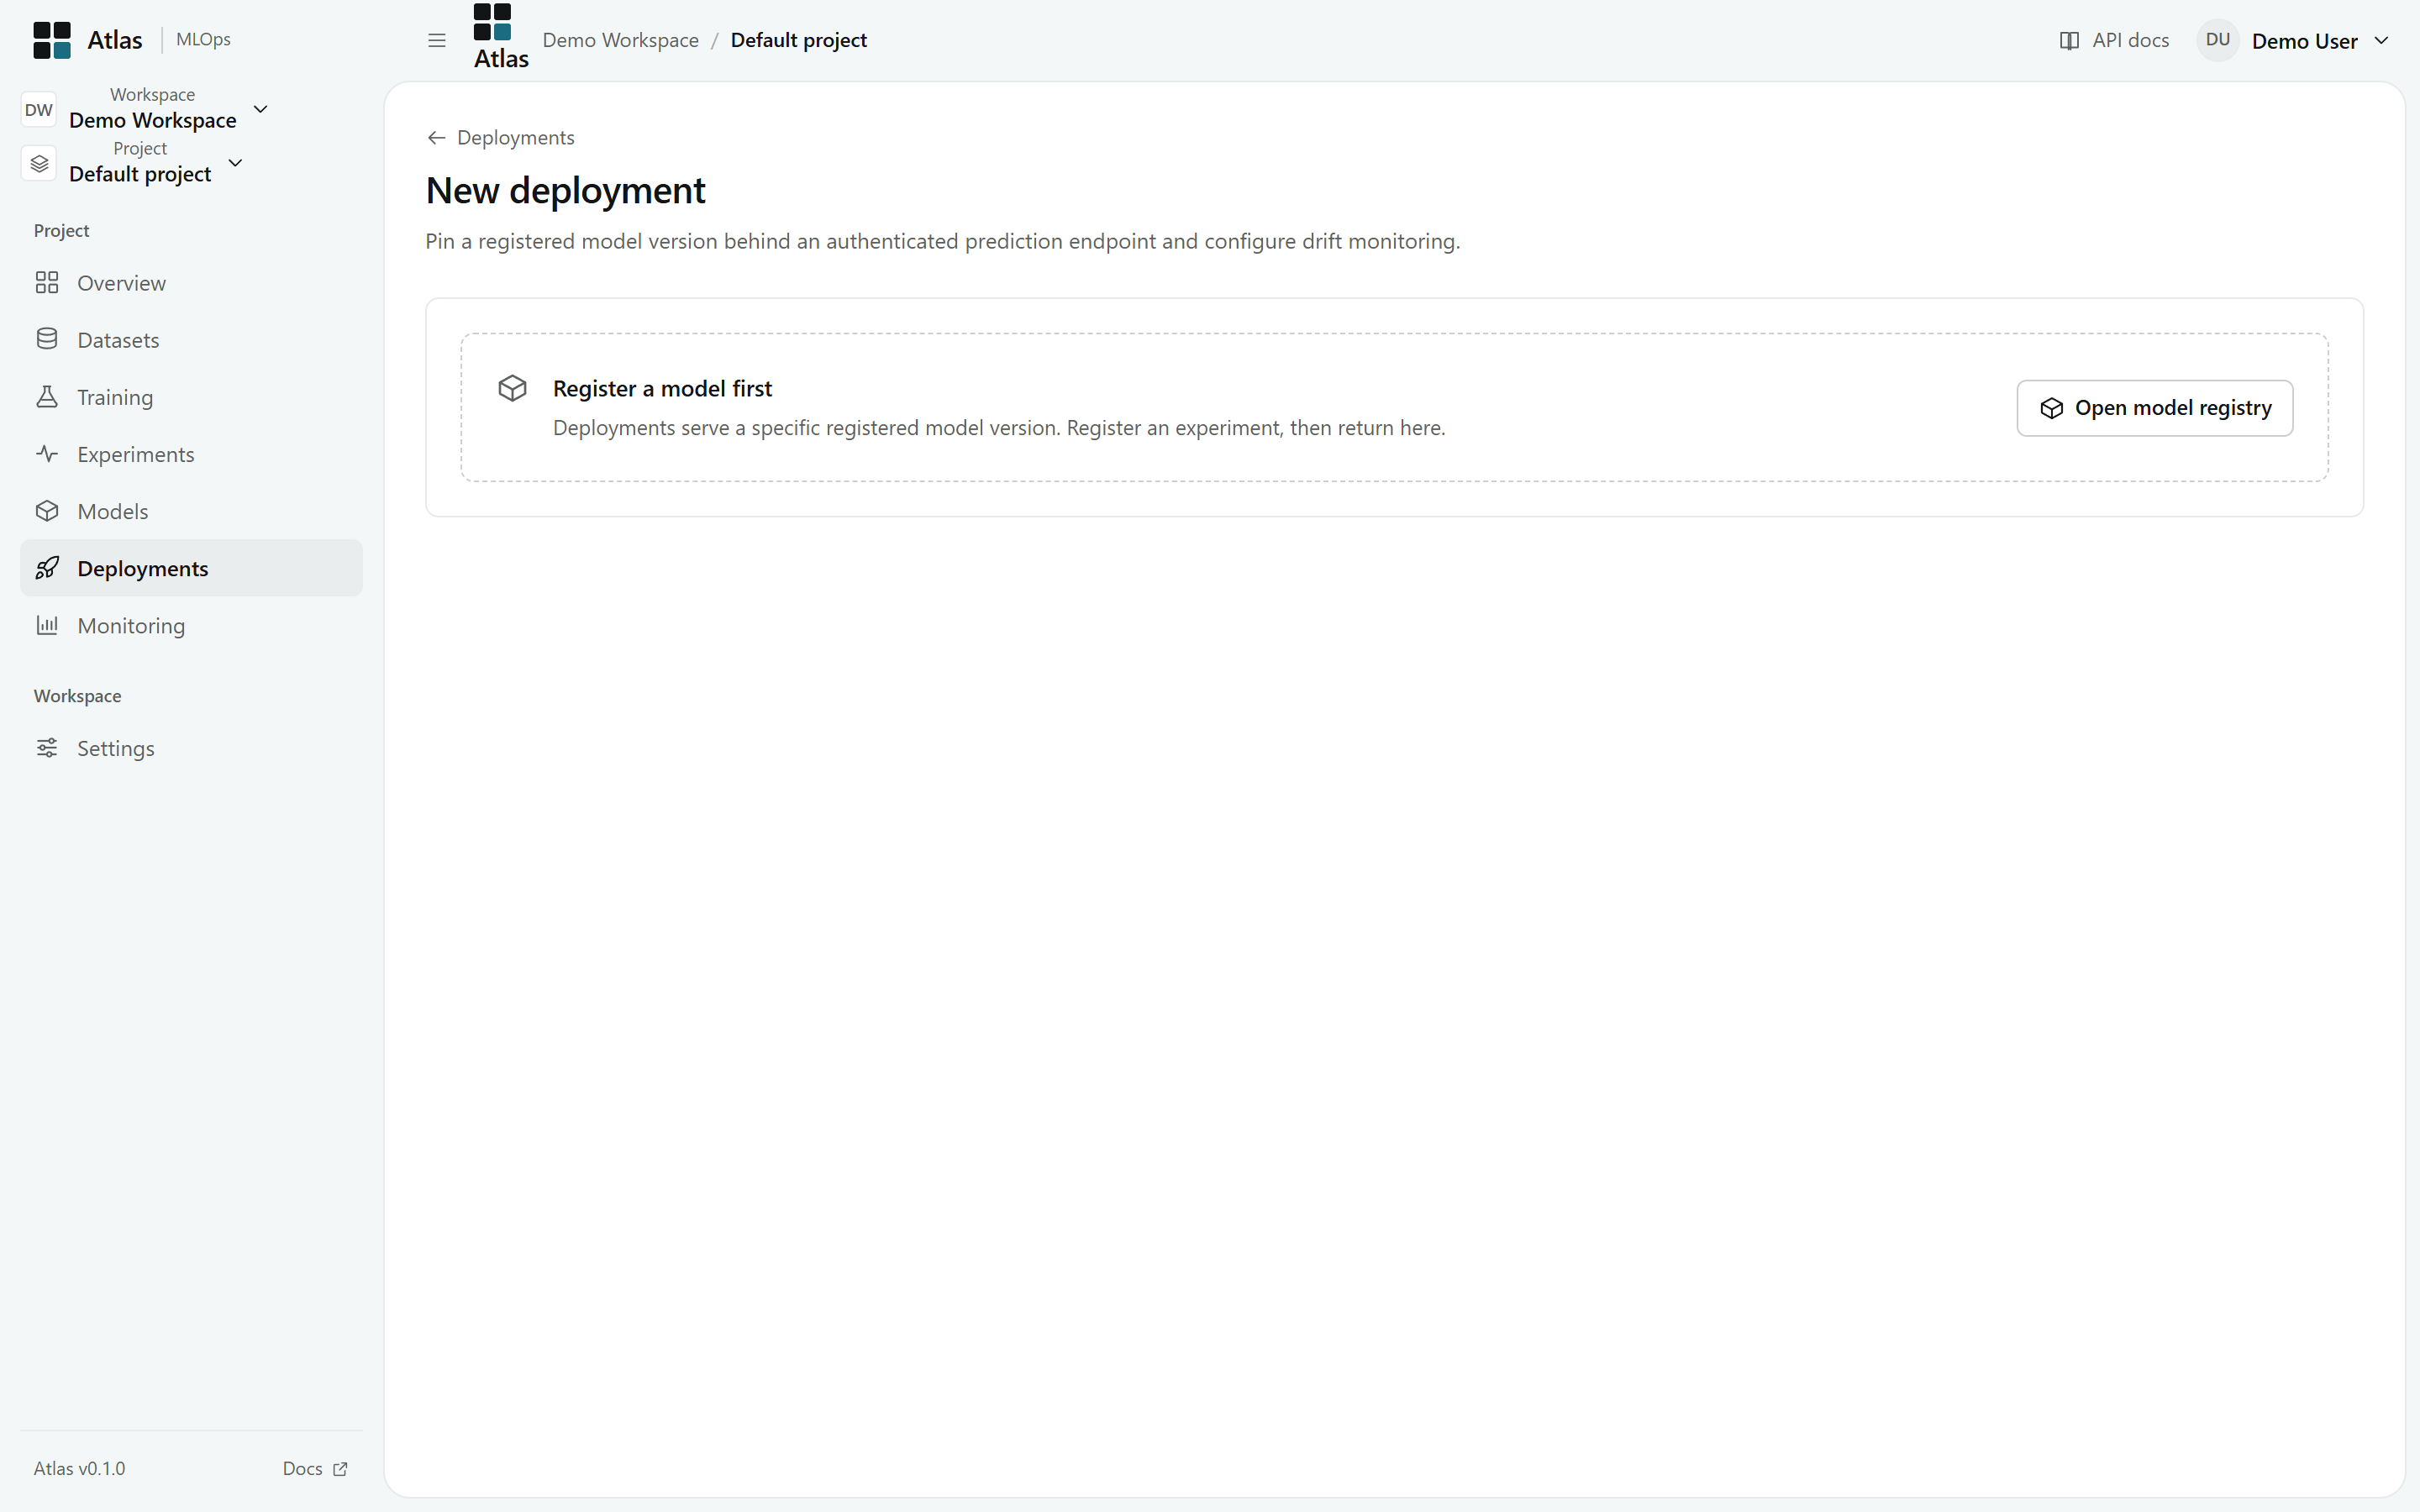 Atlas
MLOps
DW
Workspace
Demo Workspace
Project
Default project
Project
Overview
Datasets
Training
Experiments
Models
Deployments
Monitoring
Workspace
Settings
Atlas v0.1.0
Docs
Atlas
Demo Workspace / Default project
API docs
DU
Demo User
Deployments
New deployment
Pin a registered model version behind an authenticated prediction endpoint and configure drift monitoring.
Register a model first
Deployments serve a specific registered model version. Register an experiment, then return here.
Open model registry